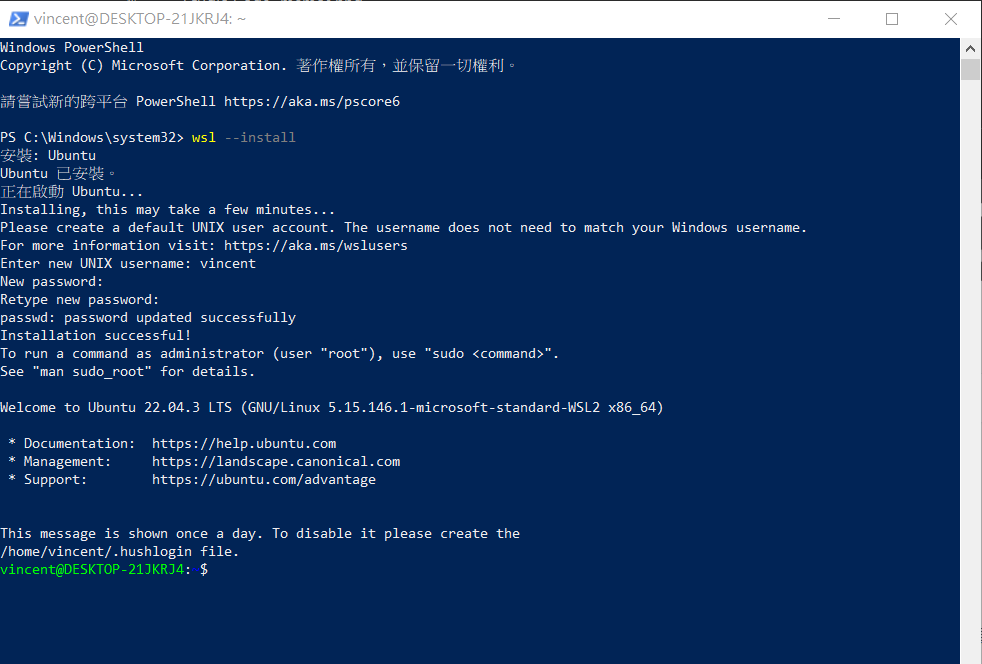 vincent@DESKTOP-21JKRJ4: ~
Windows PowerShell
Copyright (C) Microsoft Corporation. 著作權所有，並保留一切權利。
請嘗試新的跨平台 PowerShell https://aka.ms/pscore6
PS C:\Windows\system32> wsl --install
安裝: Ubuntu
Ubuntu 已安裝。
正在啟動 Ubuntu...
Installing, this may take a few minutes...
Please create a default UNIX user account. The username does not need to match your Windows username.
For more information visit: https://aka.ms/wslusers
Enter new UNIX username: vincent
New password:
Retype new password:
passwd: password updated successfully
Installation successful!
To run a command as administrator (user "root"), use "sudo <command>".
See "man sudo_root" for details.
Welcome to Ubuntu 22.04.3 LTS (GNU/Linux 5.15.146.1-microsoft-standard-WSL2 x86_64)
* Documentation:  https://help.ubuntu.com
* Management:     https://landscape.canonical.com
* Support:        https://ubuntu.com/advantage
This message is shown once a day. To disable it please create the
/home/vincent/.hushlogin file.
vincent@DESKTOP-21JKRJ4:~$